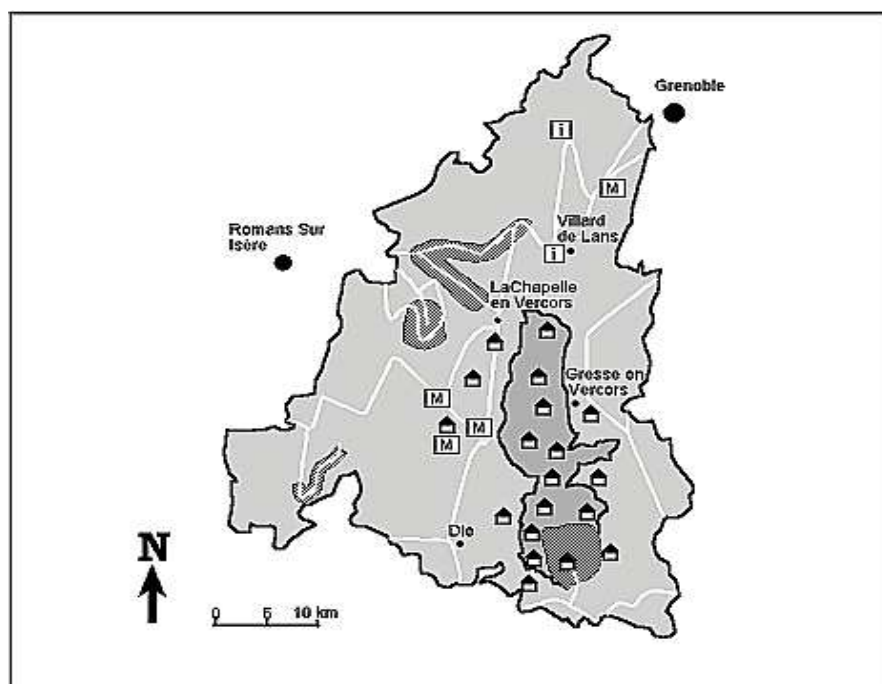 Grenoble
i
M
Romans Sur
Isère
Villard
de Lans
i
LaChapelle
en Vercors
Gresse en
Vercors
M
M
M
Die
N
0 5 10 km